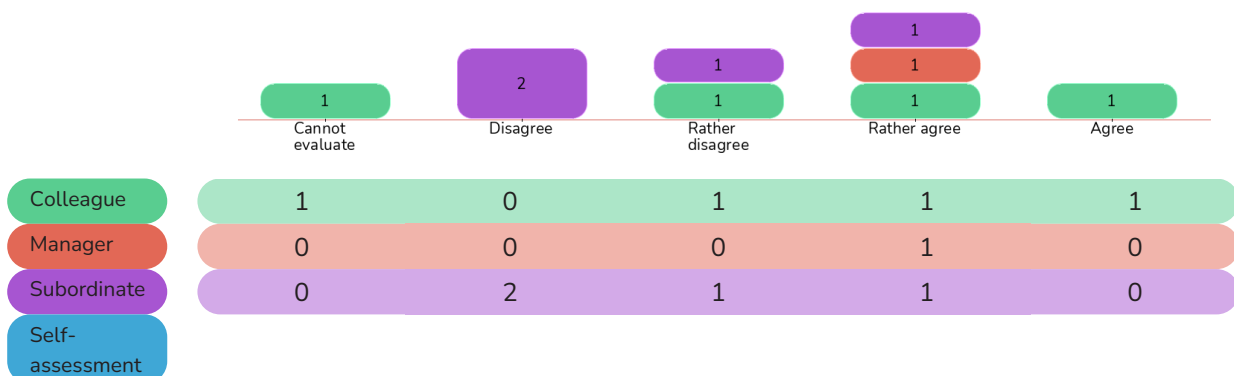 1
1
1
2
1
1
1
1
1
Cannot
evaluate
Disagree
Rather
disagree
Rather agree
Agree
Colleague
1
0
1
1
1
Manager
0
0
0
1
0
Subordinate
0
2
1
1
0
Self-
assessment